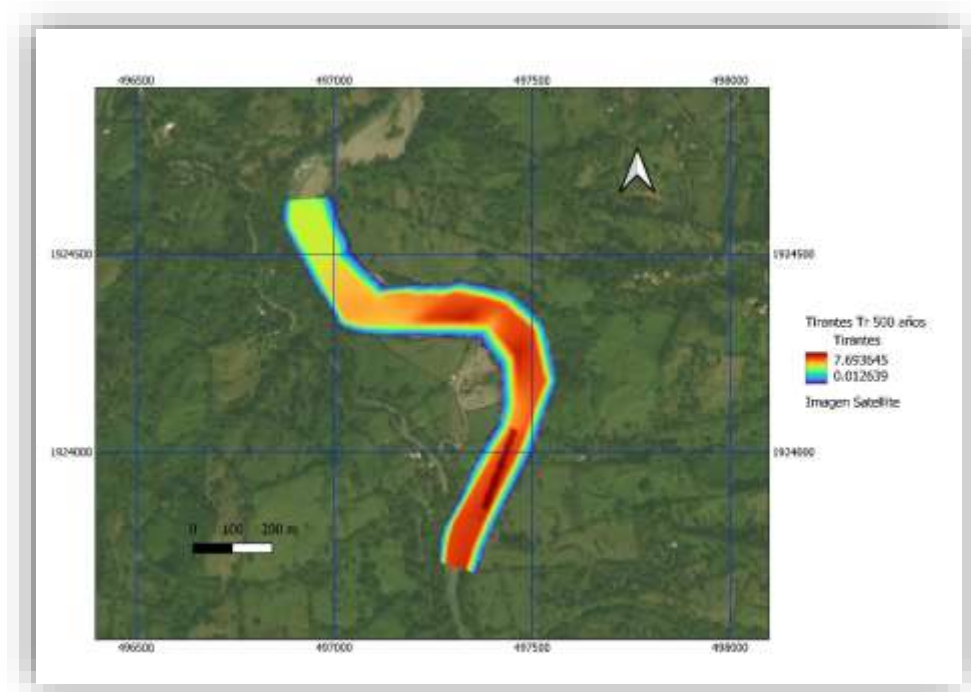 496500 497000 497500 498000
1924500 1924500
Tirantes Tr 500 años
Tirantes
7.693645
0.012639
Imagen Satellite
1924000 1924000
0 100 200 m
496500 497000 497500 498000